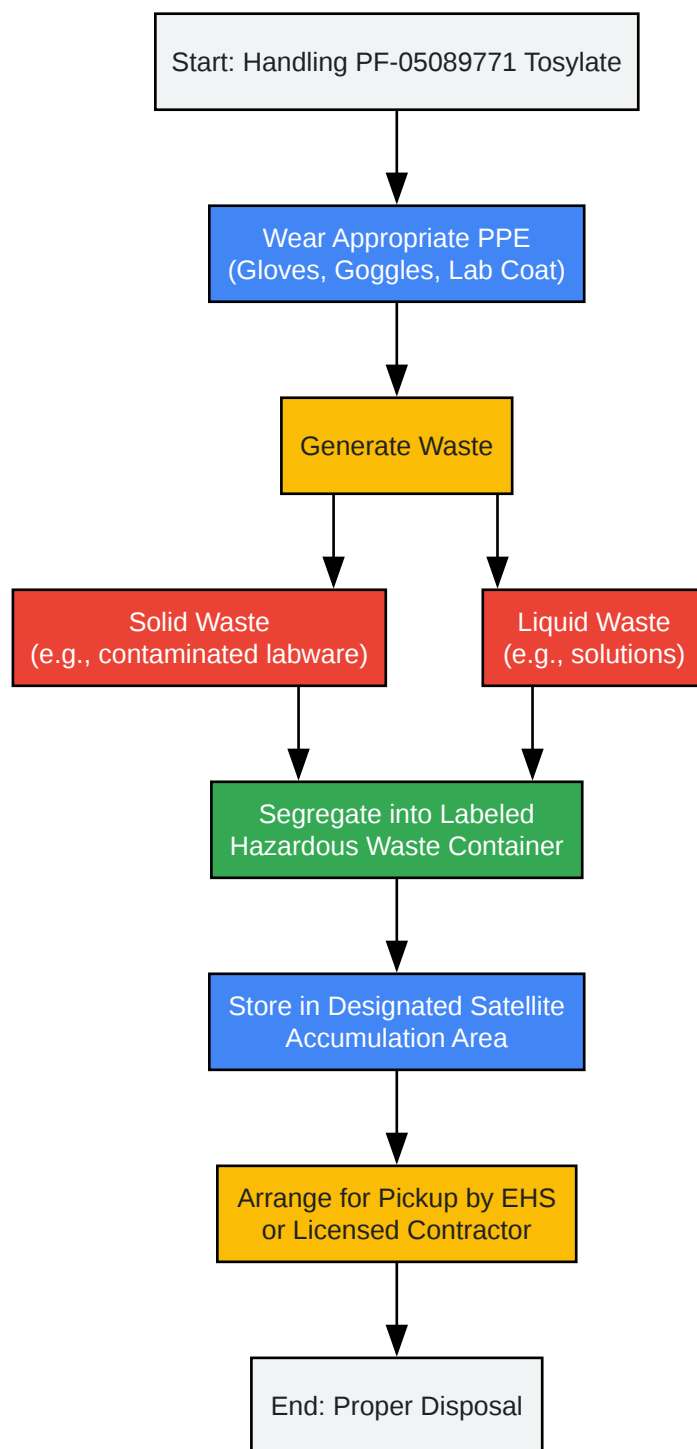 Start: Handling PF-05089771 Tosylate
Wear Appropriate PPE
(Gloves, Goggles, Lab Coat)
Generate Waste
Solid Waste
(e.g., contaminated labware)
Liquid Waste
(e.g., solutions)
Segregate into Labeled
Hazardous Waste Container
Store in Designated Satellite
Accumulation Area
Arrange for Pickup by EHS
or Licensed Contractor
End: Proper Disposal